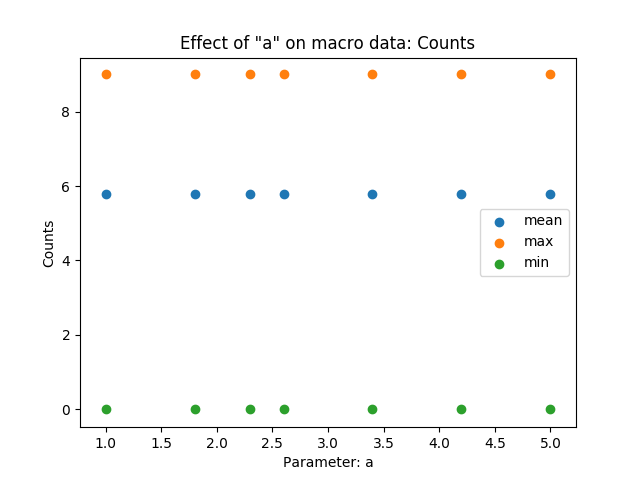 Effect of "a" on macro data: Counts
Counts
8
6
4
2
0
mean
max
min
1.0 1.5 2.0 2.5 3.0 3.5 4.0 4.5 5.0
Parameter: a